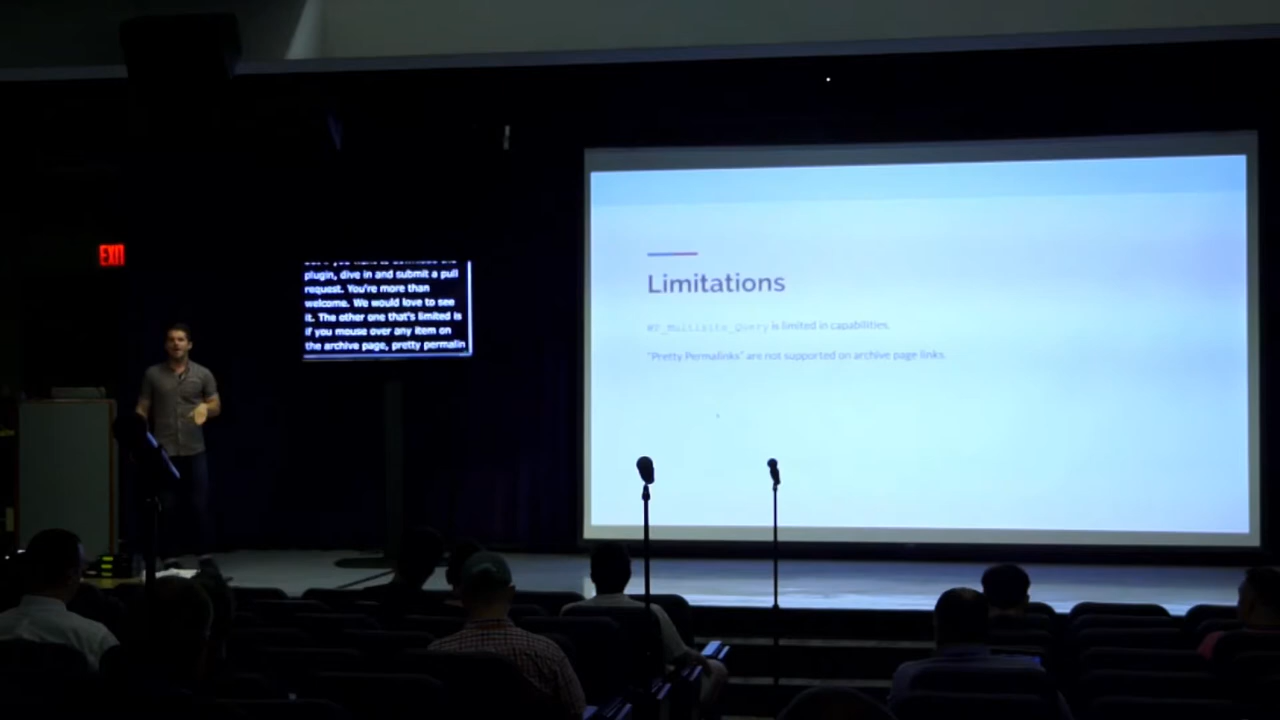 EXIT
plugin, dive in and submit a pull
request. You're more than
welcome. We would love to see
it. The other one that's limited is
if you mouse over any item on
the archive page, pretty permalin
Limitations
WP_Multisite_Query is limited in capabilities.
"Pretty Permalinks" are not supported on archive page links.